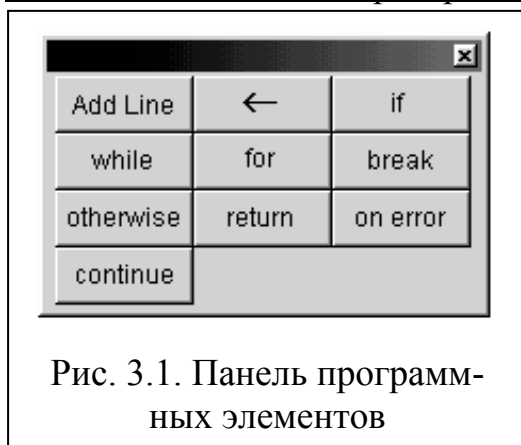 Add Line ← if
while for break
otherwise return on error
continue
Рис. 3.1. Панель программ-
ных элементов